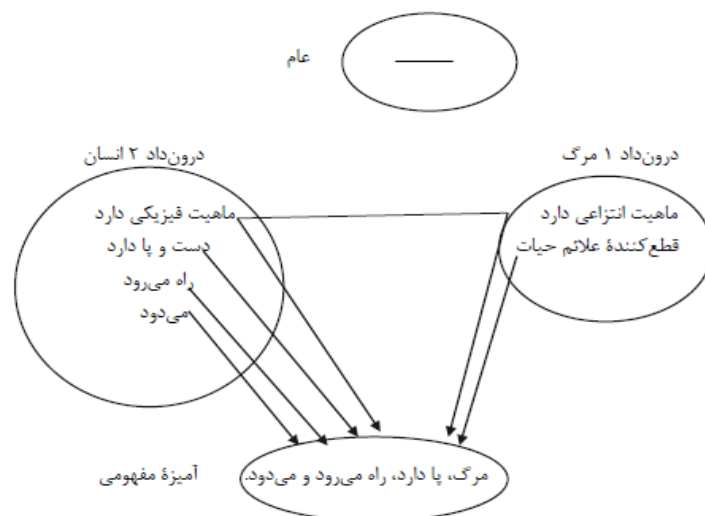 عام
درون‌داد ۱ مرگ
ماهیت انتزاعی دارد
قطع‌کنندهٔ علائم حیات
درون‌داد ۲ انسان
ماهیت فیزیکی دارد
دست و پا دارد
راه می‌رود
می‌دود
مرگ، پا دارد، راه می‌رود و می‌دود.
آمیزهٔ مفهومی